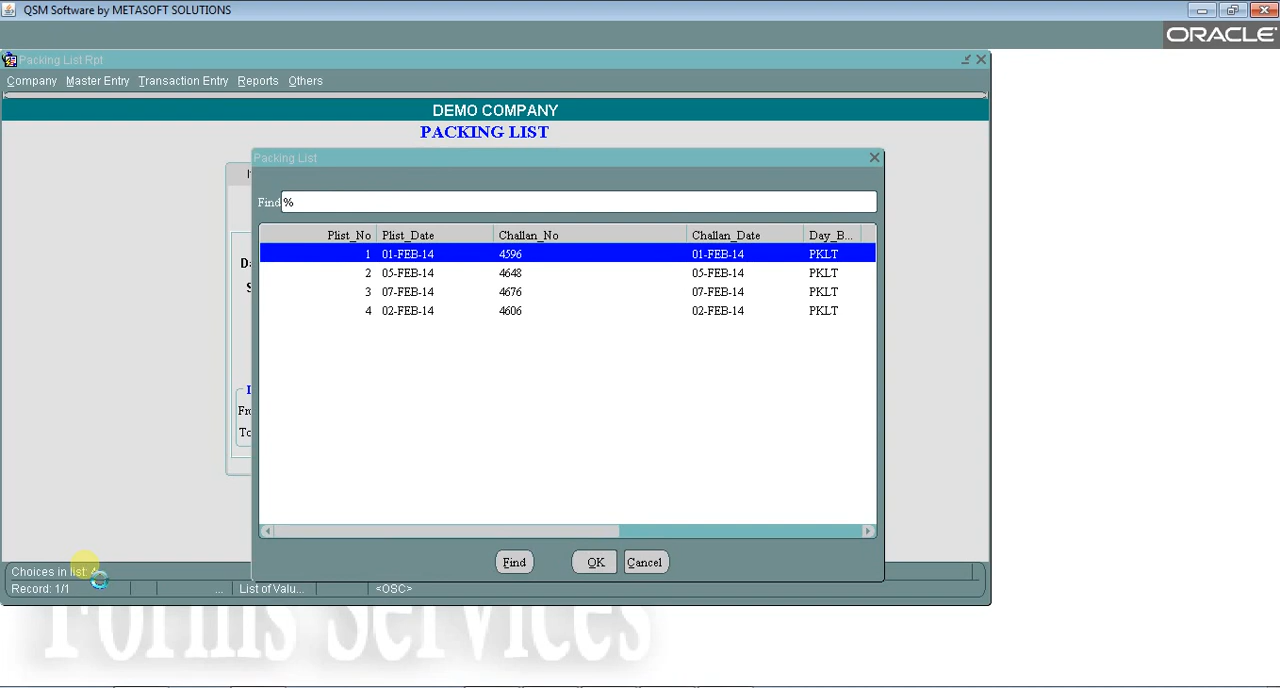 QSM Software by METASOFT SOLUTIONS
ORACLE
Packing List Rpt
Company Master Entry Transaction Entry Reports Others
DEMO COMPANY
PACKING LIST
Packing List
Find %
Plist_No Plist_Date Challan_No Challan_Date Day_B...
1 01-FEB-14 4596 01-FEB-14 PKLT
2 05-FEB-14 4648 05-FEB-14 PKLT
3 07-FEB-14 4676 07-FEB-14 PKLT
4 02-FEB-14 4606 02-FEB-14 PKLT
Find OK Cancel
Choices in list: 4
Record: 1/1 ... List of Valu... <OSC>
Forms Services